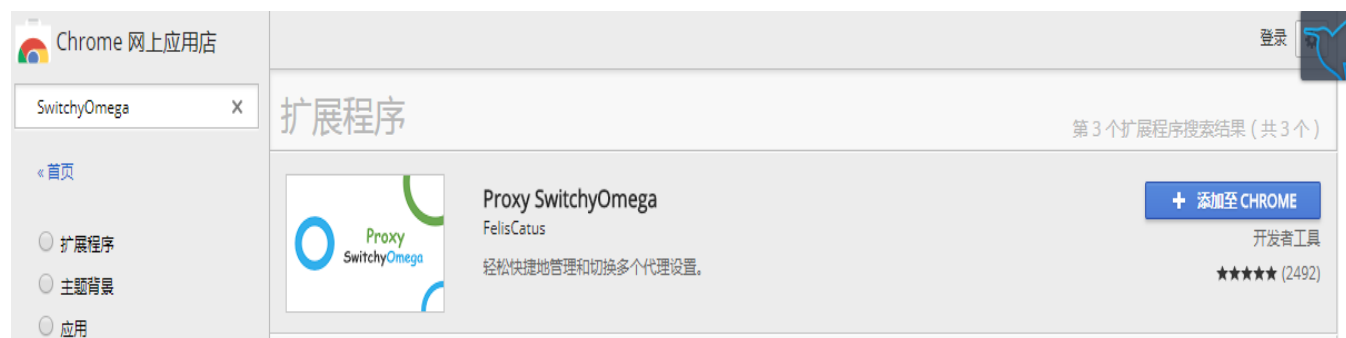 Chrome 网上应用店
登录
SwitchyOmega
扩展程序
第 3 个扩展程序搜索结果 ( 共 3 个 )
« 首页
扩展程序
主题背景
应用
Proxy
SwitchyOmega
Proxy SwitchyOmega
FelisCatus
轻松快捷地管理和切换多个代理设置。
+ 添加至 CHROME
开发者工具
★★★★★ (2492)